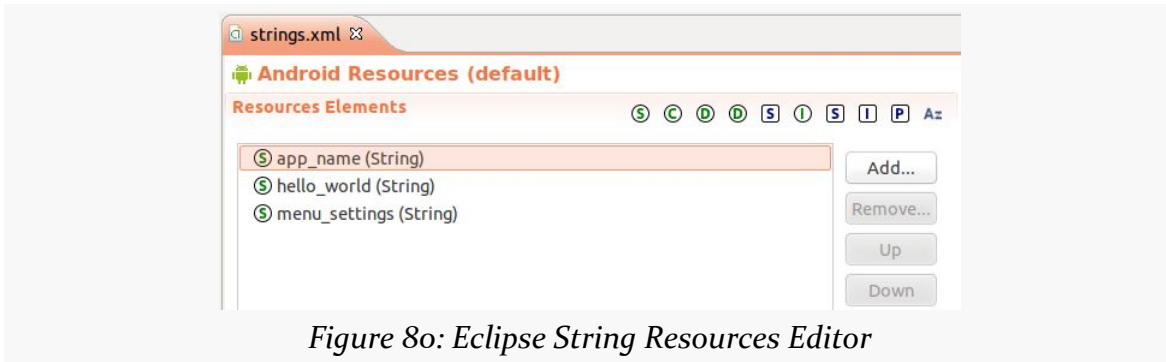 strings.xml
Android Resources (default)
Resources Elements
S C D D S I S I P Az
S app_name (String)
S hello_world (String)
S menu_settings (String)
Add...
Remove...
Up
Down
Figure 80: Eclipse String Resources Editor